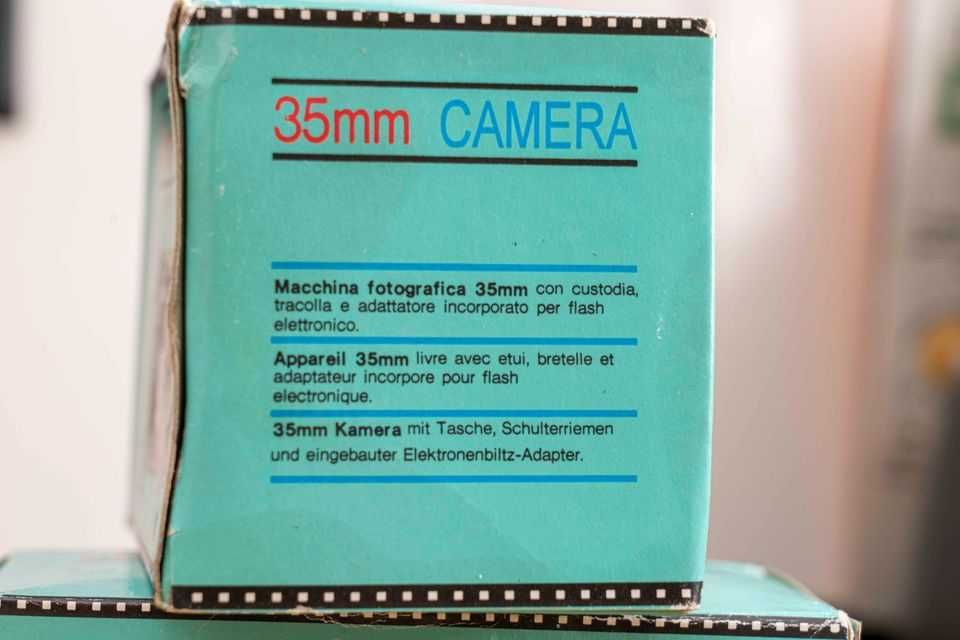 35mm CAMERA
Macchina fotografica 35mm con custodia,
tracolla e adattatore incorporato per flash
elettronico.
Appareil 35mm livre avec etui, bretelle et
adaptateur incorpore pour flash
electronique.
35mm Kamera mit Tasche, Schulterriemen
und eingebauter Elektronenbiltz-Adapter.